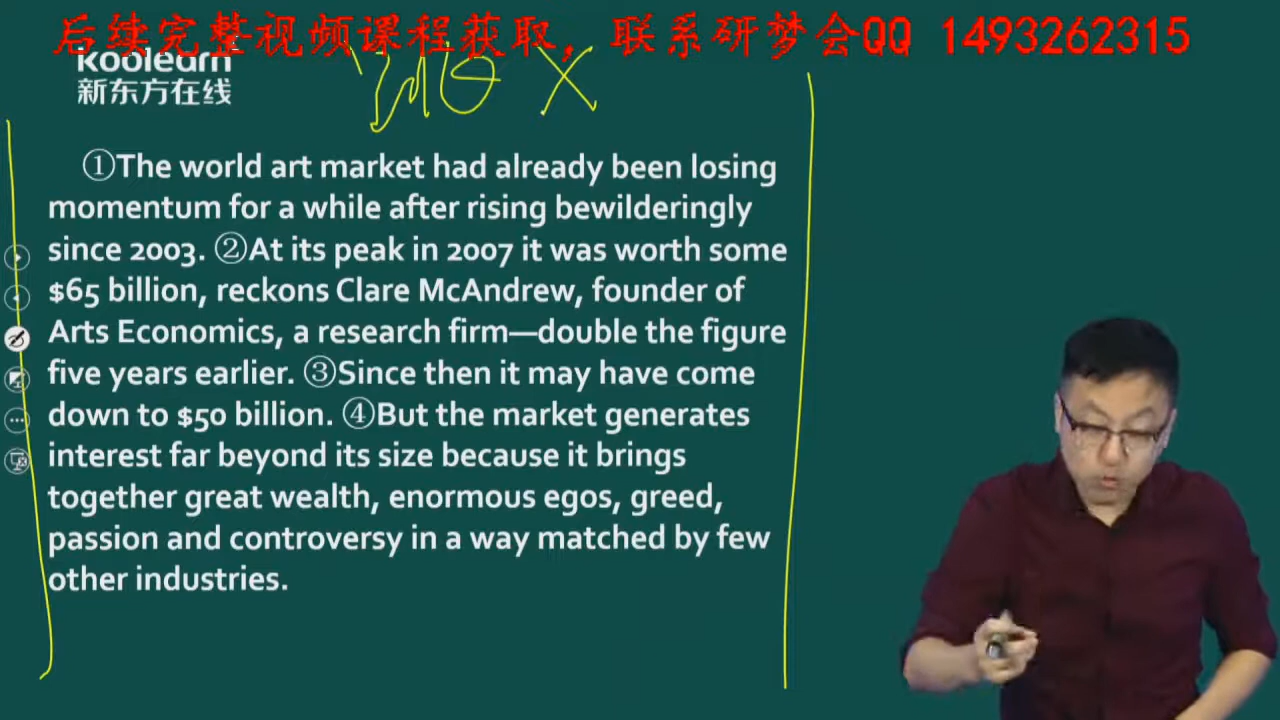 后续完整视频课程获取，联系研梦会QQ 1493262315
koolearn
新东方在线
①The world art market had already been losing
momentum for a while after rising bewilderingly
since 2003. ②At its peak in 2007 it was worth some
$65 billion, reckons Clare McAndrew, founder of
Arts Economics, a research firm—double the figure
five years earlier. ③Since then it may have come
down to $50 billion. ④But the market generates
interest far beyond its size because it brings
together great wealth, enormous egos, greed,
passion and controversy in a way matched by few
other industries.